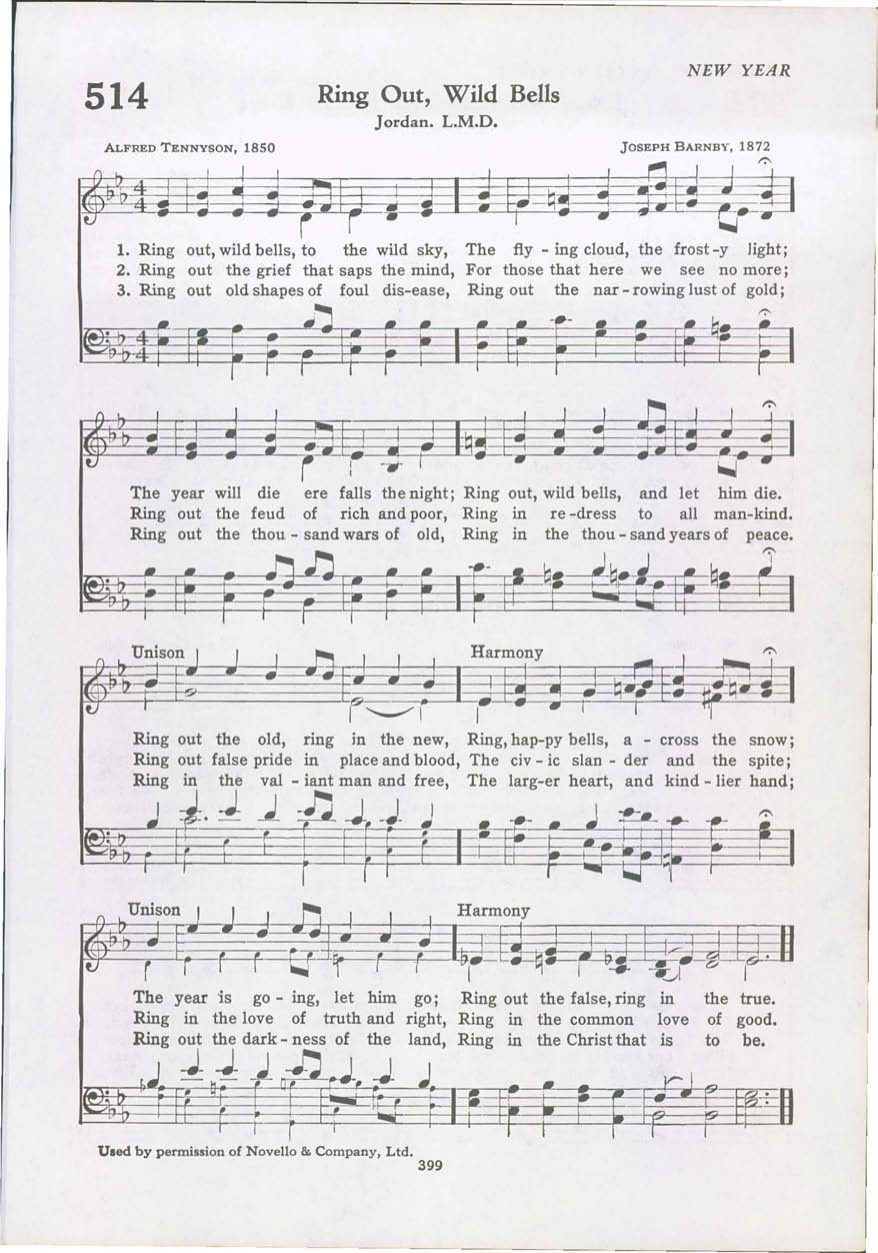 NEW YEAR
514
Ring Out, Wild Bells
Jordan. L.M.D.
ALFRED TENNYSON, 1850 JOSEPH BARNBY, 1872
1. Ring out, wild bells, to the wild sky, The fly - ing cloud, the frost-y light;
2. Ring out the grief that saps the mind, For those that here we see no more;
3. Ring out old shapes of foul dis-ease, Ring out the nar - rowing lust of gold;
The year will die ere falls the night; Ring out, wild bells, and let him die.
Ring out the feud of rich and poor, Ring in re-dress to all man-kind.
Ring out the thou - sand wars of old, Ring in the thou - sand years of peace.
Unison Harmony
Ring out the old, ring in the new, Ring, hap-py bells, a - cross the snow;
Ring out false pride in place and blood, The civ - ic slan - der and the spite;
Ring in the val - iant man and free, The larg-er heart, and kind - lier hand;
Unison Harmony
The year is go - ing, let him go; Ring out the false, ring in the true.
Ring in the love of truth and right, Ring in the common love of good.
Ring out the dark - ness of the land, Ring in the Christ that is to be.
Used by permission of Novello & Company, Ltd.
399